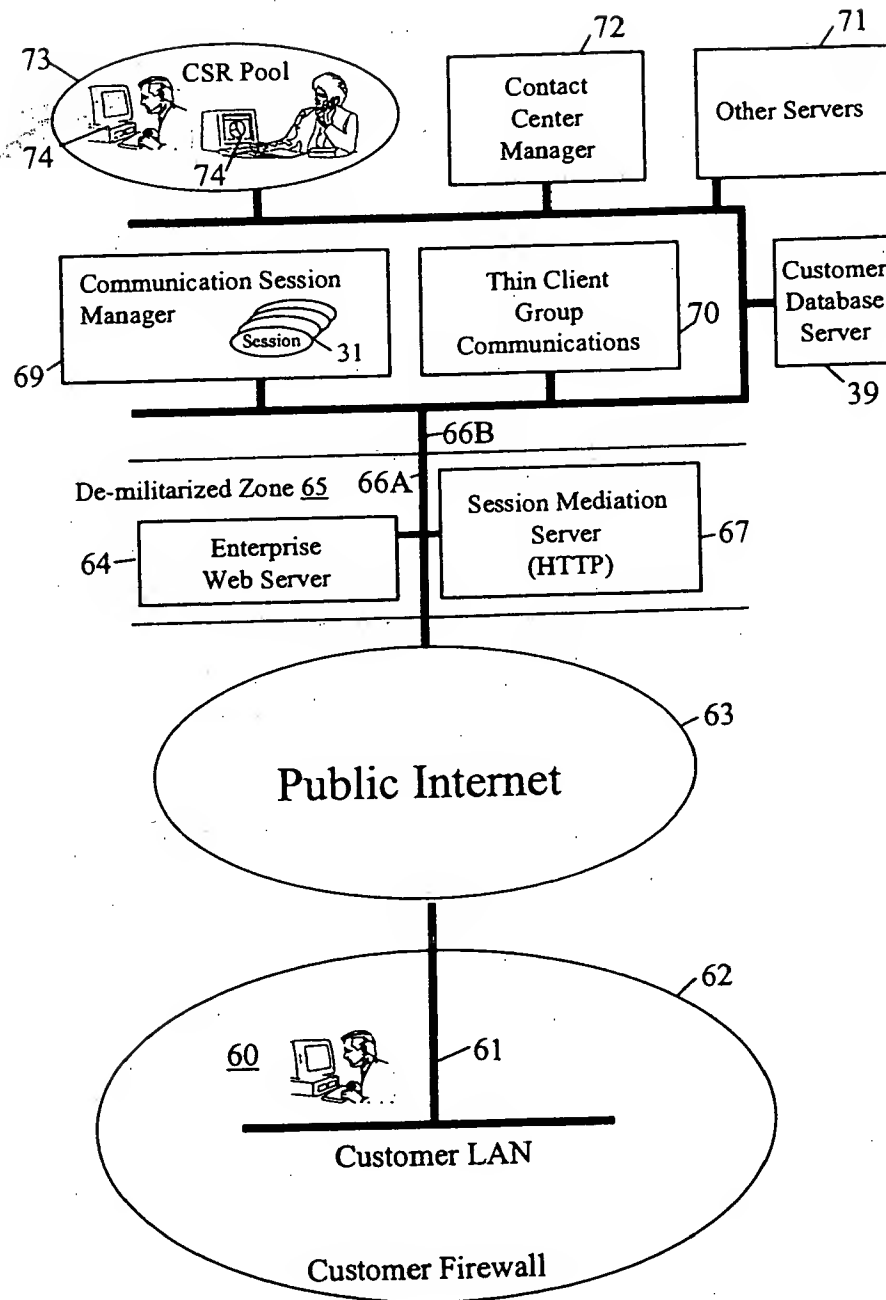 73
CSR Pool
74
74
72
Contact
Center
Manager
71
Other Servers
Communication Session
Manager
Session
31
69
Thin Client
Group
Communications
70
Customer
Database
Server
39
66B
De-militarized Zone 65
66A
64
Enterprise
Web Server
Session Mediation
Server
(HTTP)
67
63
Public Internet
62
60
61
Customer LAN
Customer Firewall